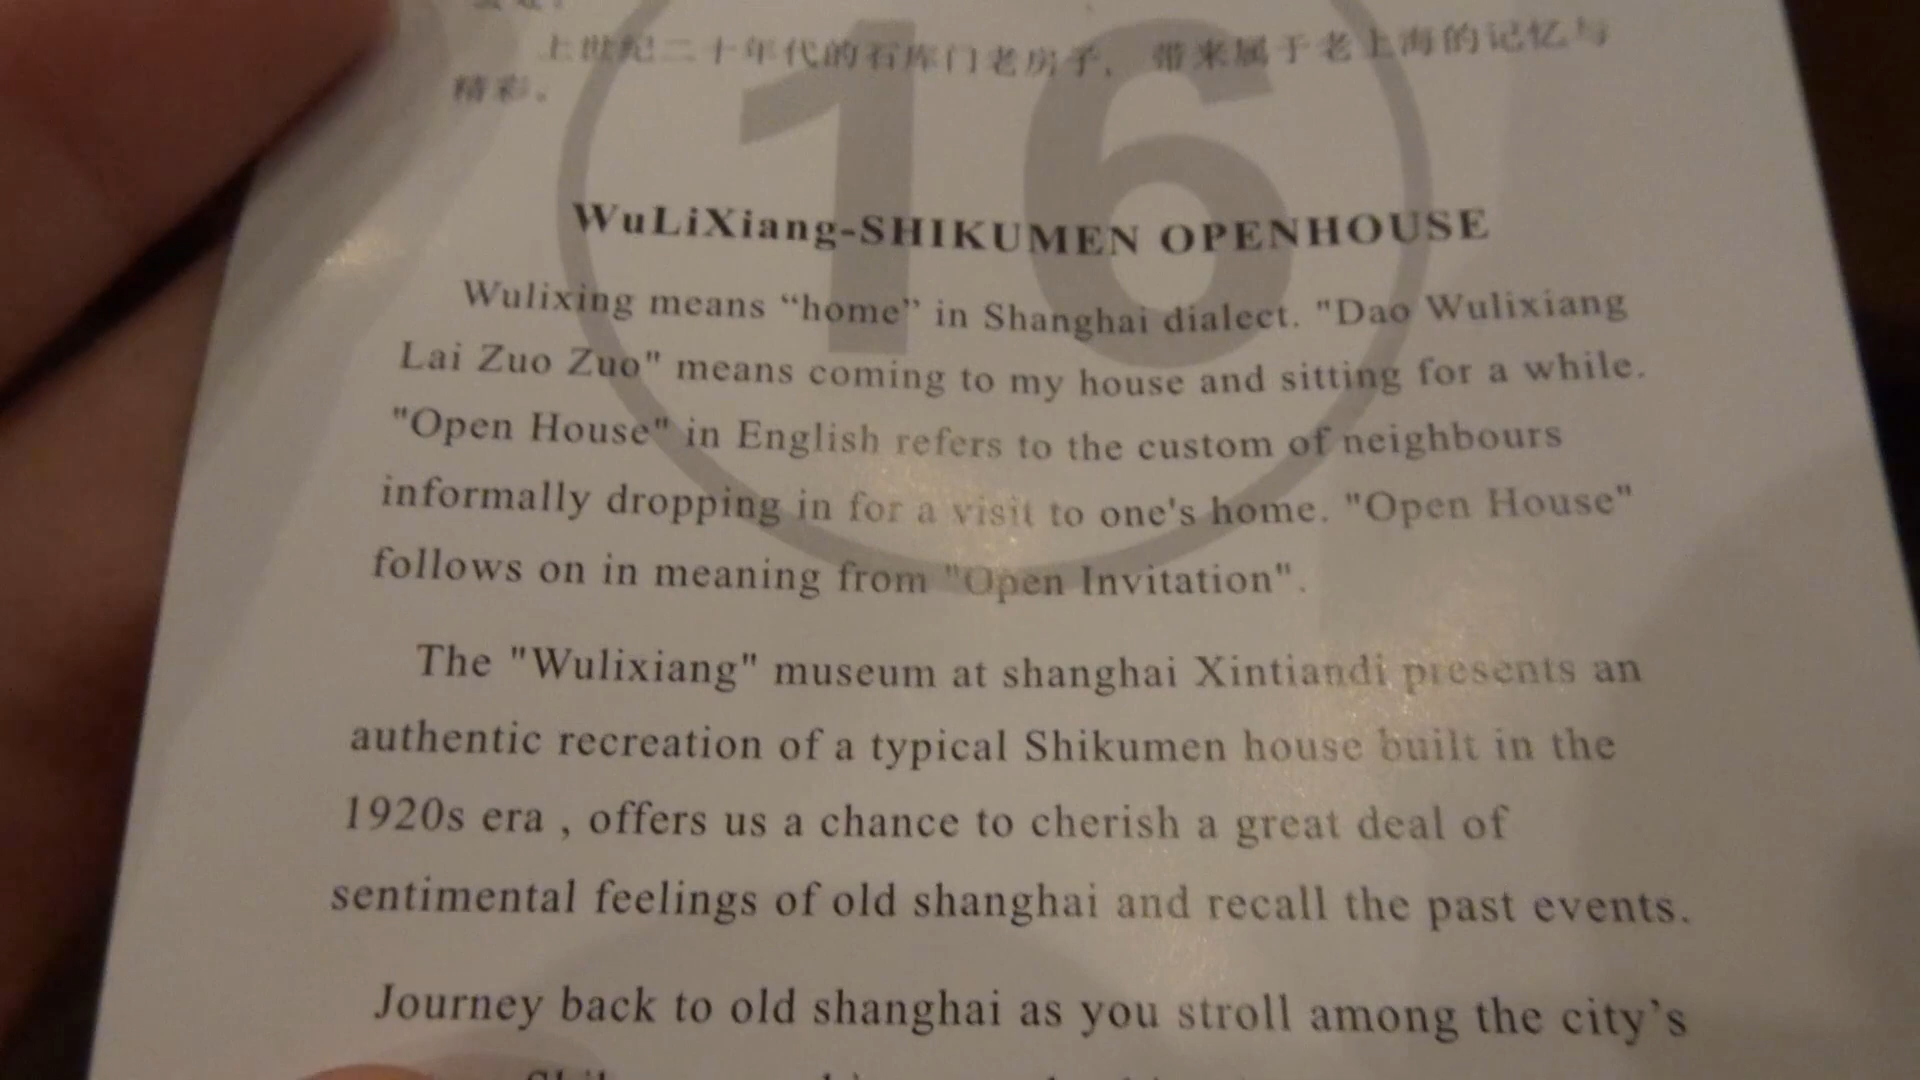 上世纪二十年代的石库门老房子，带来属于老上海的记忆与
精彩。
16
WuLiXiang-SHIKUMEN OPENHOUSE
Wulixing means “home” in Shanghai dialect. "Dao Wulixiang
Lai Zuo Zuo" means coming to my house and sitting for a while.
"Open House" in English refers to the custom of neighbours
informally dropping in for a visit to one's home. "Open House"
follows on in meaning from "Open Invitation".
The "Wulixiang" museum at shanghai Xintiandi presents an
authentic recreation of a typical Shikumen house built in the
1920s era , offers us a chance to cherish a great deal of
sentimental feelings of old shanghai and recall the past events.
Journey back to old shanghai as you stroll among the city’s